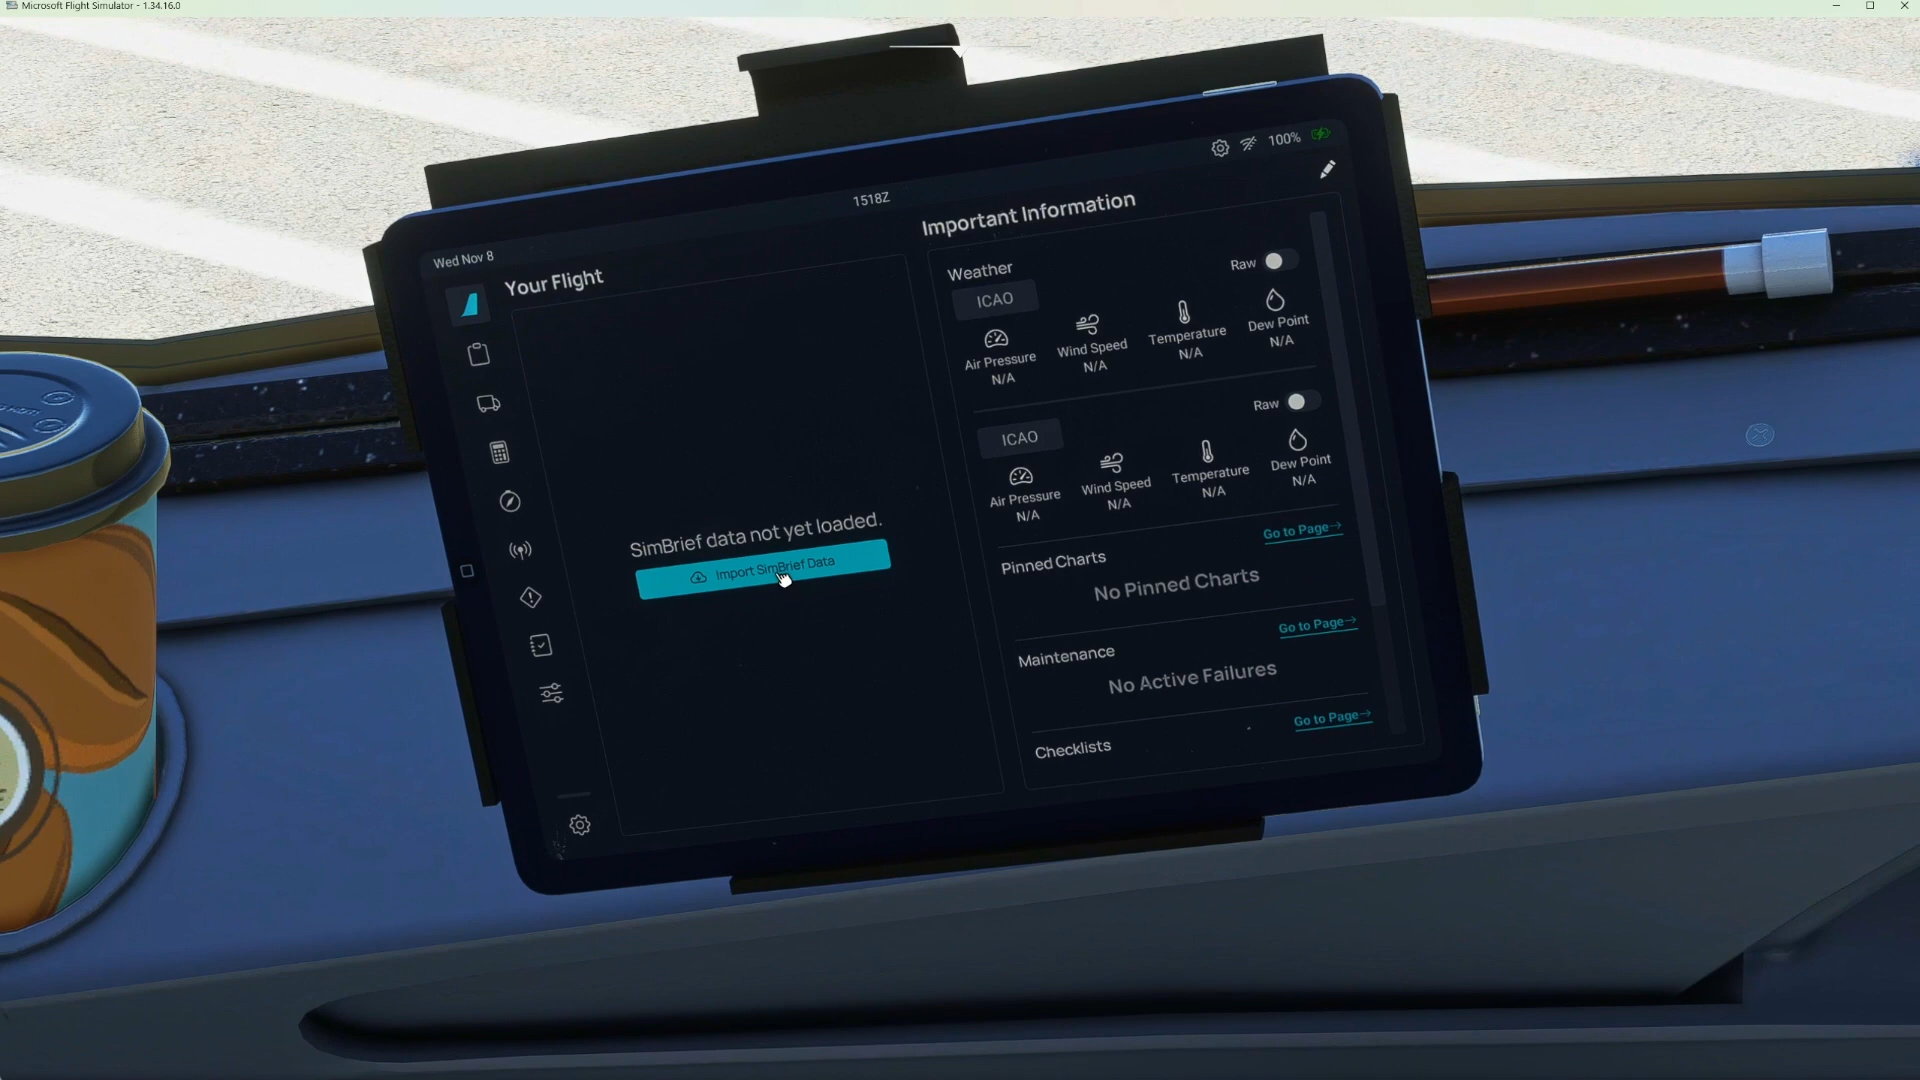 Microsoft Flight Simulator - 1.34.16.0
Wed Nov 8
1518Z
100%
Your Flight
SimBrief data not yet loaded.
Import SimBrief Data
Important Information
Weather
Raw
ICAO
Air Pressure
N/A
Wind Speed
N/A
Temperature
N/A
Dew Point
N/A
Raw
ICAO
Air Pressure
N/A
Wind Speed
N/A
Temperature
N/A
Dew Point
N/A
Pinned Charts
Go to Page
No Pinned Charts
Maintenance
Go to Page
No Active Failures
Checklists
Go to Page